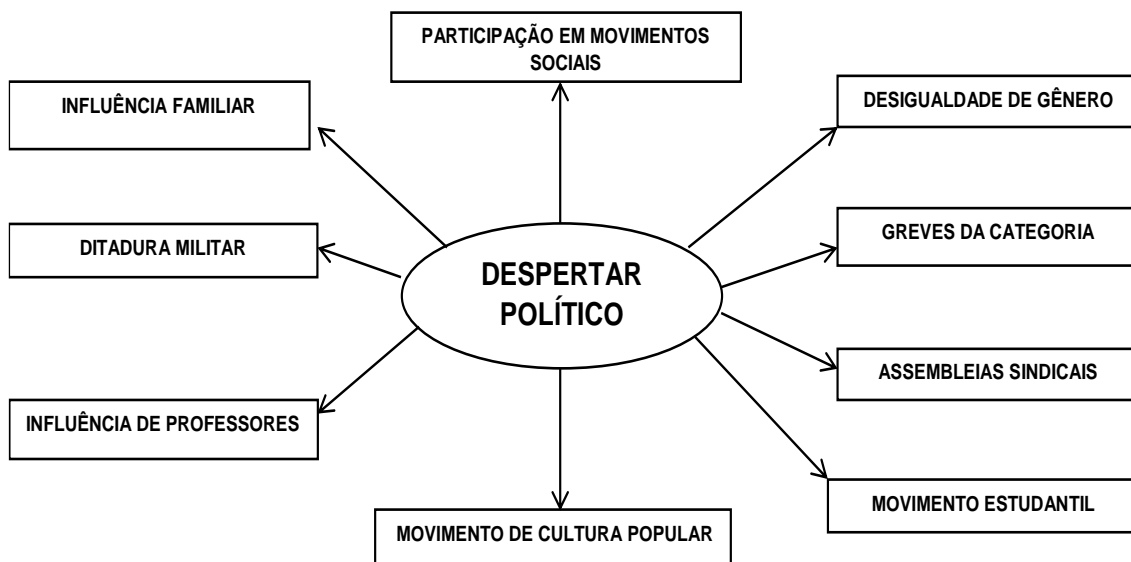 PARTICIPAÇÃO EM MOVIMENTOS
SOCIAIS
INFLUÊNCIA FAMILIAR
DESIGUALDADE DE GÊNERO
DITADURA MILITAR
GREVES DA CATEGORIA
DESPERTAR
POLÍTICO
ASSEMBLEIAS SINDICAIS
INFLUÊNCIA DE PROFESSORES
MOVIMENTO ESTUDANTIL
MOVIMENTO DE CULTURA POPULAR